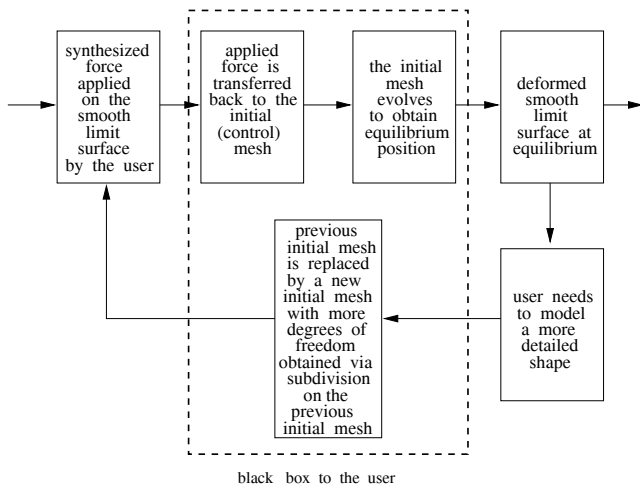 synthesized
force
applied
on the
smooth
limit
surface
by the user
applied
force is
transferred
back to the
initial
(control)
mesh
the initial
mesh
evolves
to obtain
equilibrium
position
deformed
smooth
limit
surface at
equilibrium
previous
initial mesh
is replaced
by a new
initial mesh
with more
degrees of
freedom
obtained via
subdivision
on the
previous
initial mesh
user needs
to model
a more
detailed
shape
black box to the user